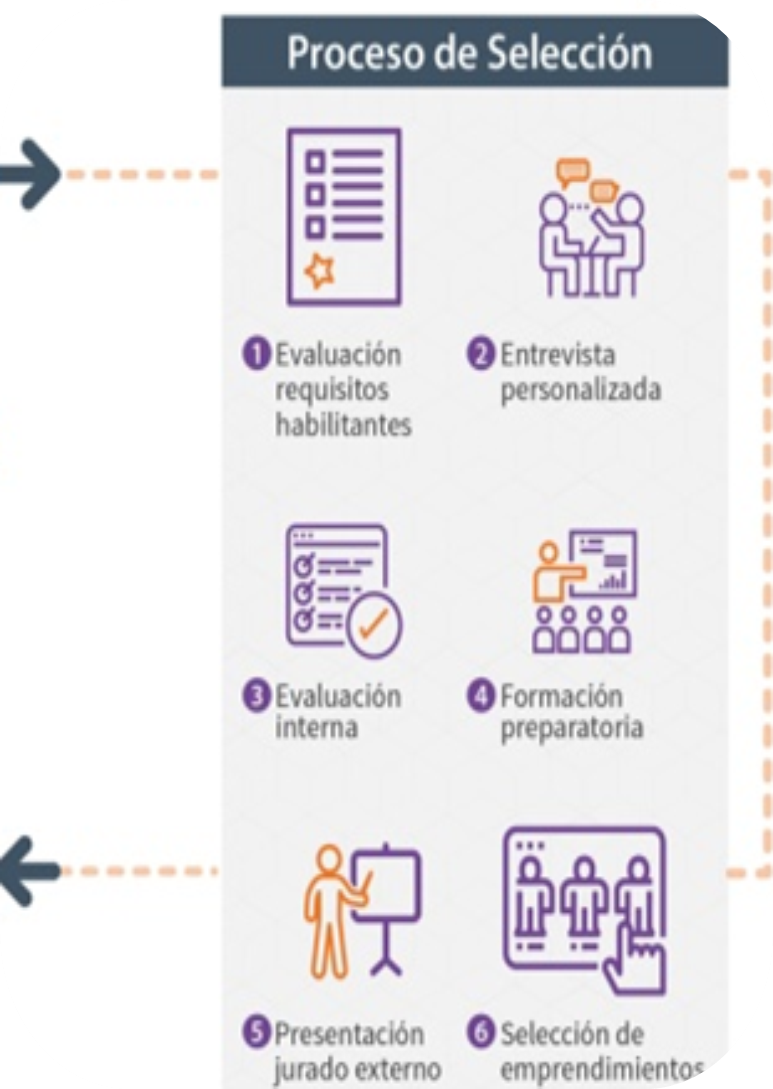 Proceso de Selección
1 Evaluación
requisitos
habilitantes
2 Entrevista
personalizada
3 Evaluación
interna
4 Formación
preparatoria
5 Presentación
jurado externo
6 Selección de
emprendimientos